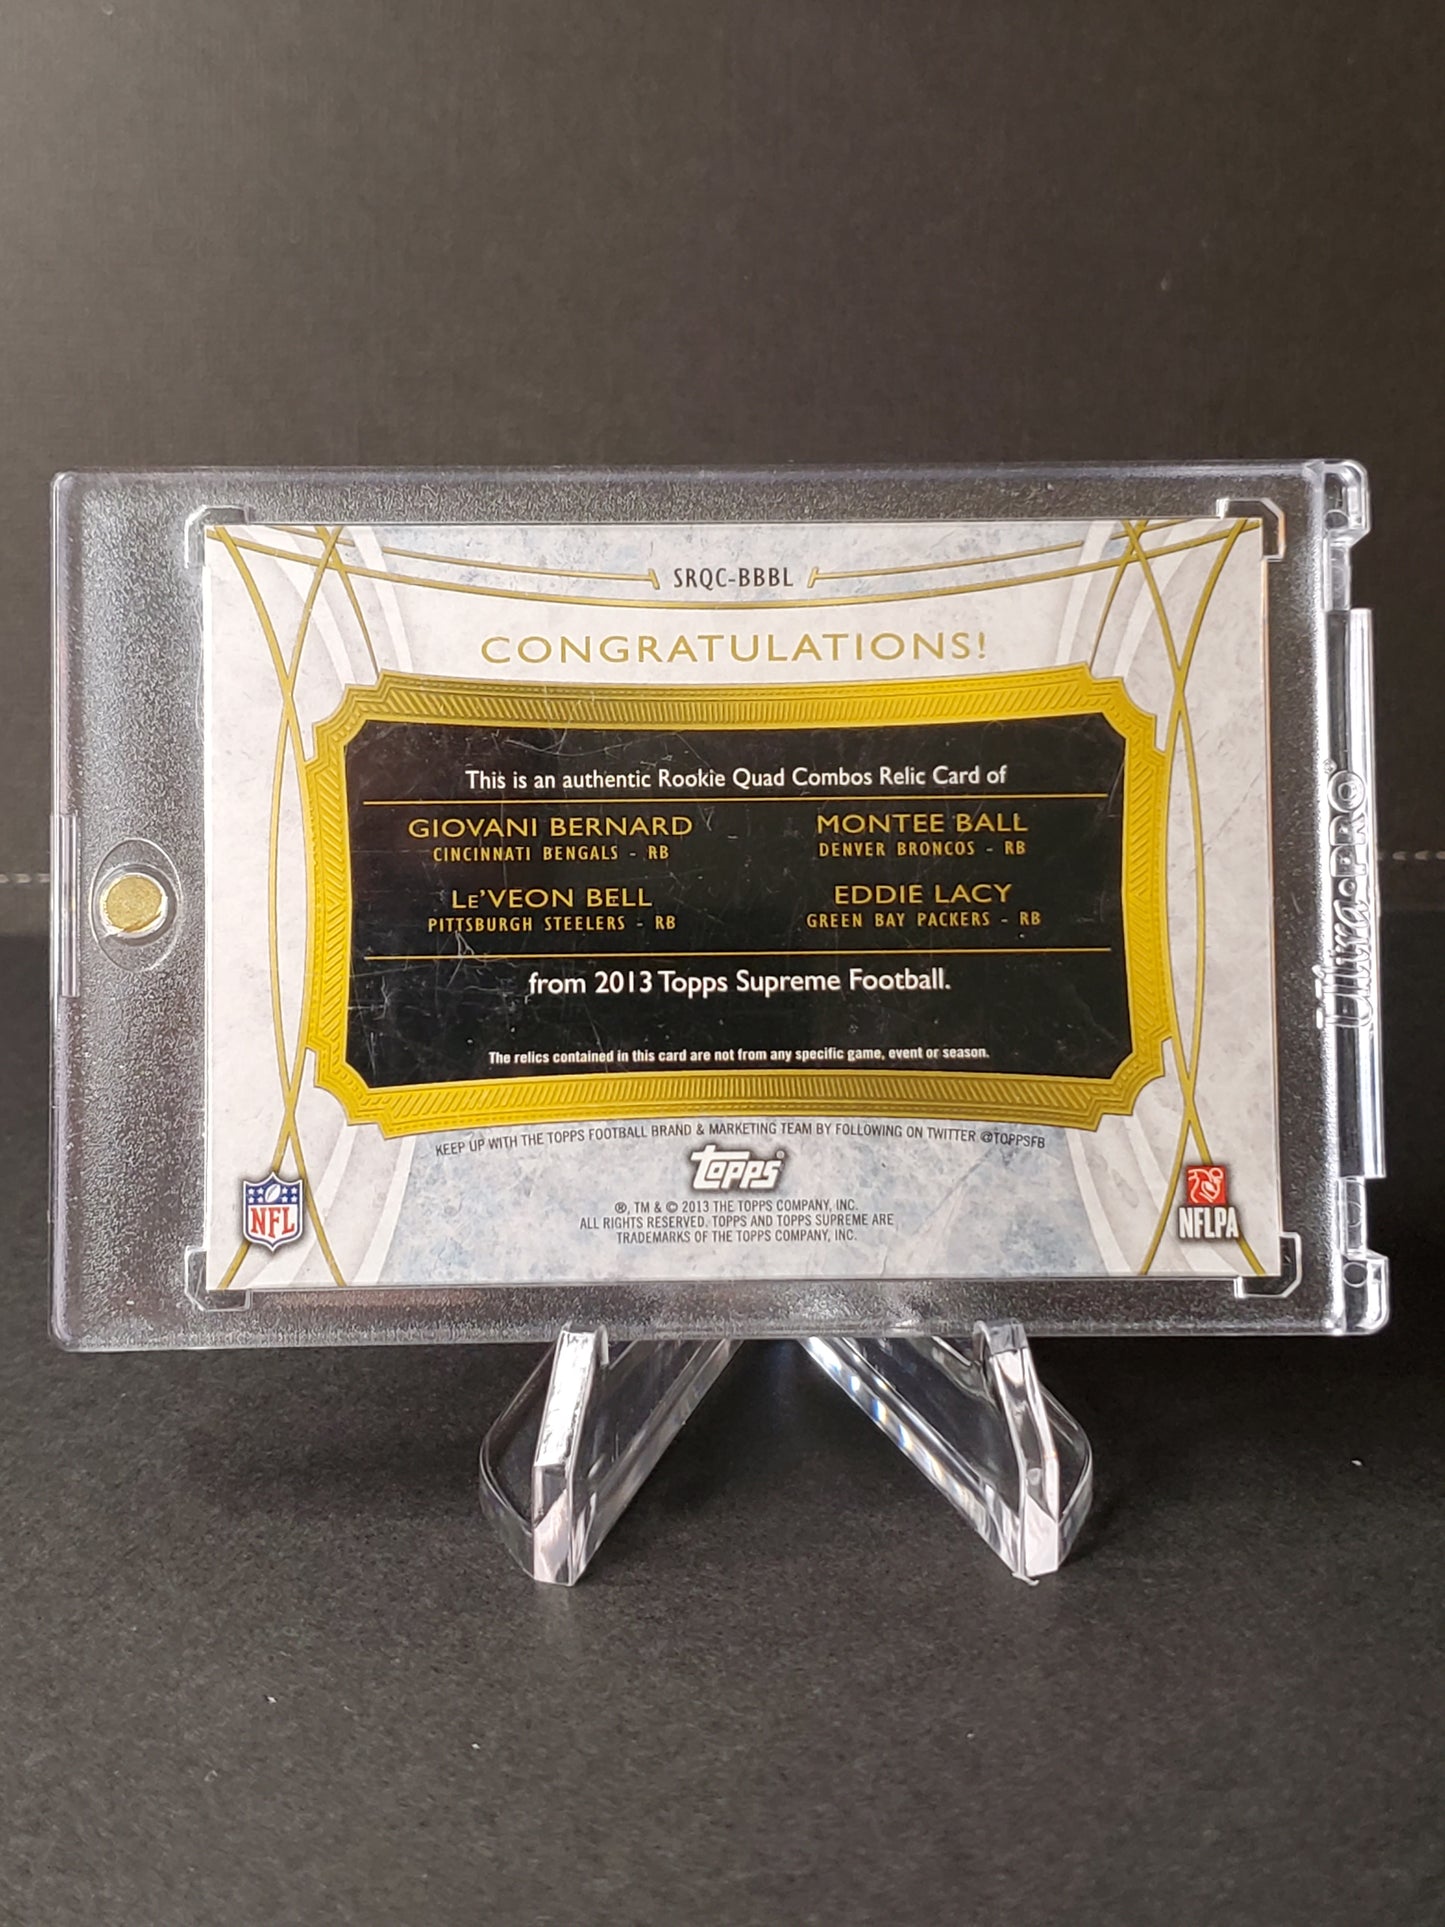 SRQC-BBBL
CONGRATULATIONS!
This is an authentic Rookie Quad Combos Relic Card of
GIOVANI BERNARD
CINCINNATI BENGALS - RB
MONTEE BALL
DENVER BRONCOS - RB
LE'VEON BELL
PITTSBURGH STEELERS - RB
EDDIE LACY
GREEN BAY PACKERS - RB
from 2013 Topps Supreme Football.
The relics contained in this card are not from any specific game, event or season.
KEEP UP WITH THE TOPPS FOOTBALL BRAND & MARKETING TEAM BY FOLLOWING ON TWITTER @TOPPSFB
topps®
®, TM & © 2013 THE TOPPS COMPANY, INC.
ALL RIGHTS RESERVED. TOPPS AND TOPPS SUPREME ARE
TRADEMARKS OF THE TOPPS COMPANY, INC.
NFL
NFLPA
Ultra•PRO®